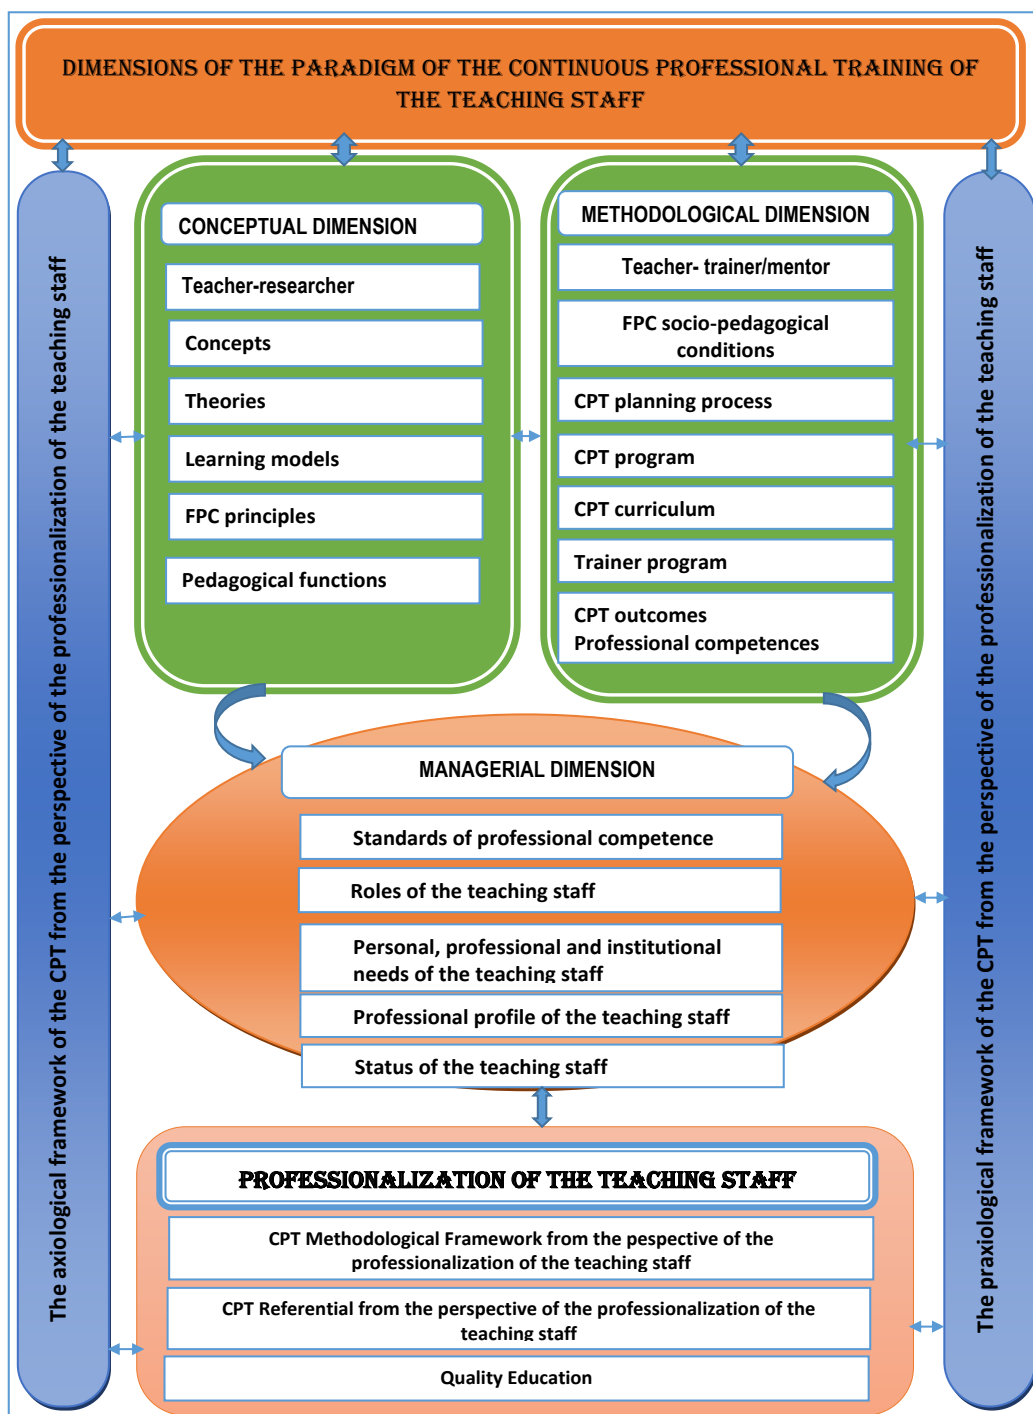 DIMENSIONS OF THE PARADIGM OF THE CONTINUOUS PROFESSIONAL TRAINING OF
THE TEACHING STAFF
The axiological framework of the CPT from the perspective of the professionalization of the teaching staff
CONCEPTUAL DIMENSION
Teacher-researcher
Concepts
Theories
Learning models
FPC principles
Pedagogical functions
METHODOLOGICAL DIMENSION
Teacher- trainer/mentor
FPC socio-pedagogical
conditions
CPT planning process
CPT program
CPT curriculum
Trainer program
CPT outcomes
Professional competences
The praxiological framework of the CPT from the perspective of the professionalization of the teaching staff
MANAGERIAL DIMENSION
Standards of professional competence
Roles of the teaching staff
Personal, professional and institutional
needs of the teaching staff
Professional profile of the teaching staff
Status of the teaching staff
PROFESSIONALIZATION OF THE TEACHING STAFF
CPT Methodological Framework from the pespective of the
professionalization of the teaching staff
CPT Referential from the perspective of the professionalization of the
teaching staff
Quality Education